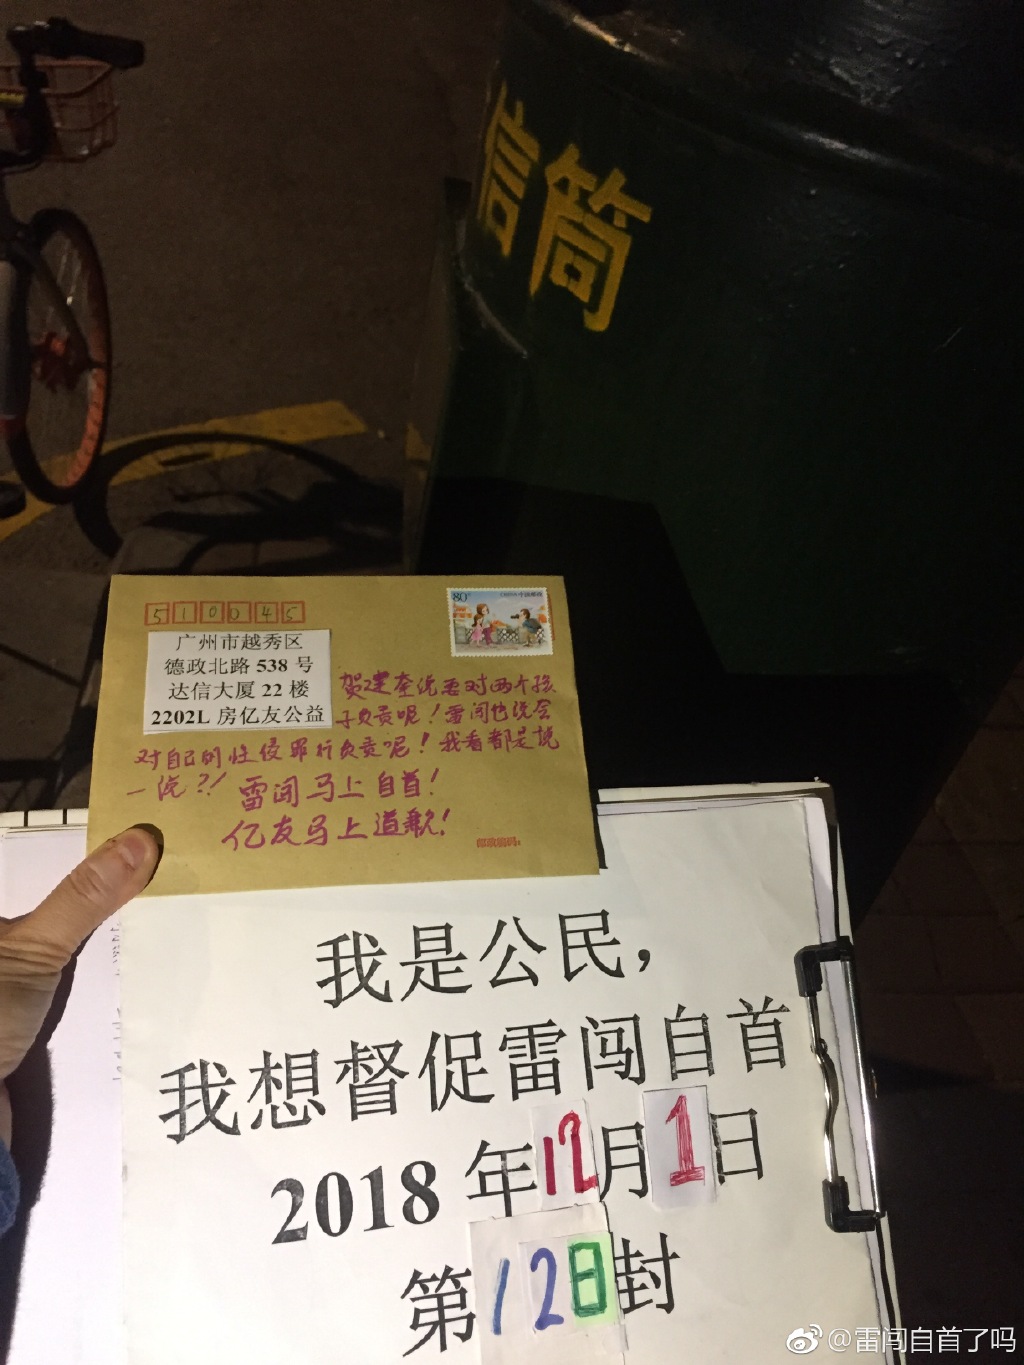 信筒
510045
80分
中国邮政
广州市越秀区
德政北路 538 号
达信大厦 22 楼
2202L 房亿友公益
贺建奎说要对两个孩
子负责呢！雷闯也说会
对自己的性侵罪行负责呢！我看都是说
一说？！雷闯马上自首！
亿友马上道歉！
邮政编码：
我是公民，
我想督促雷闯自首
2018 年12月1日
第128封
@雷闯自首了吗